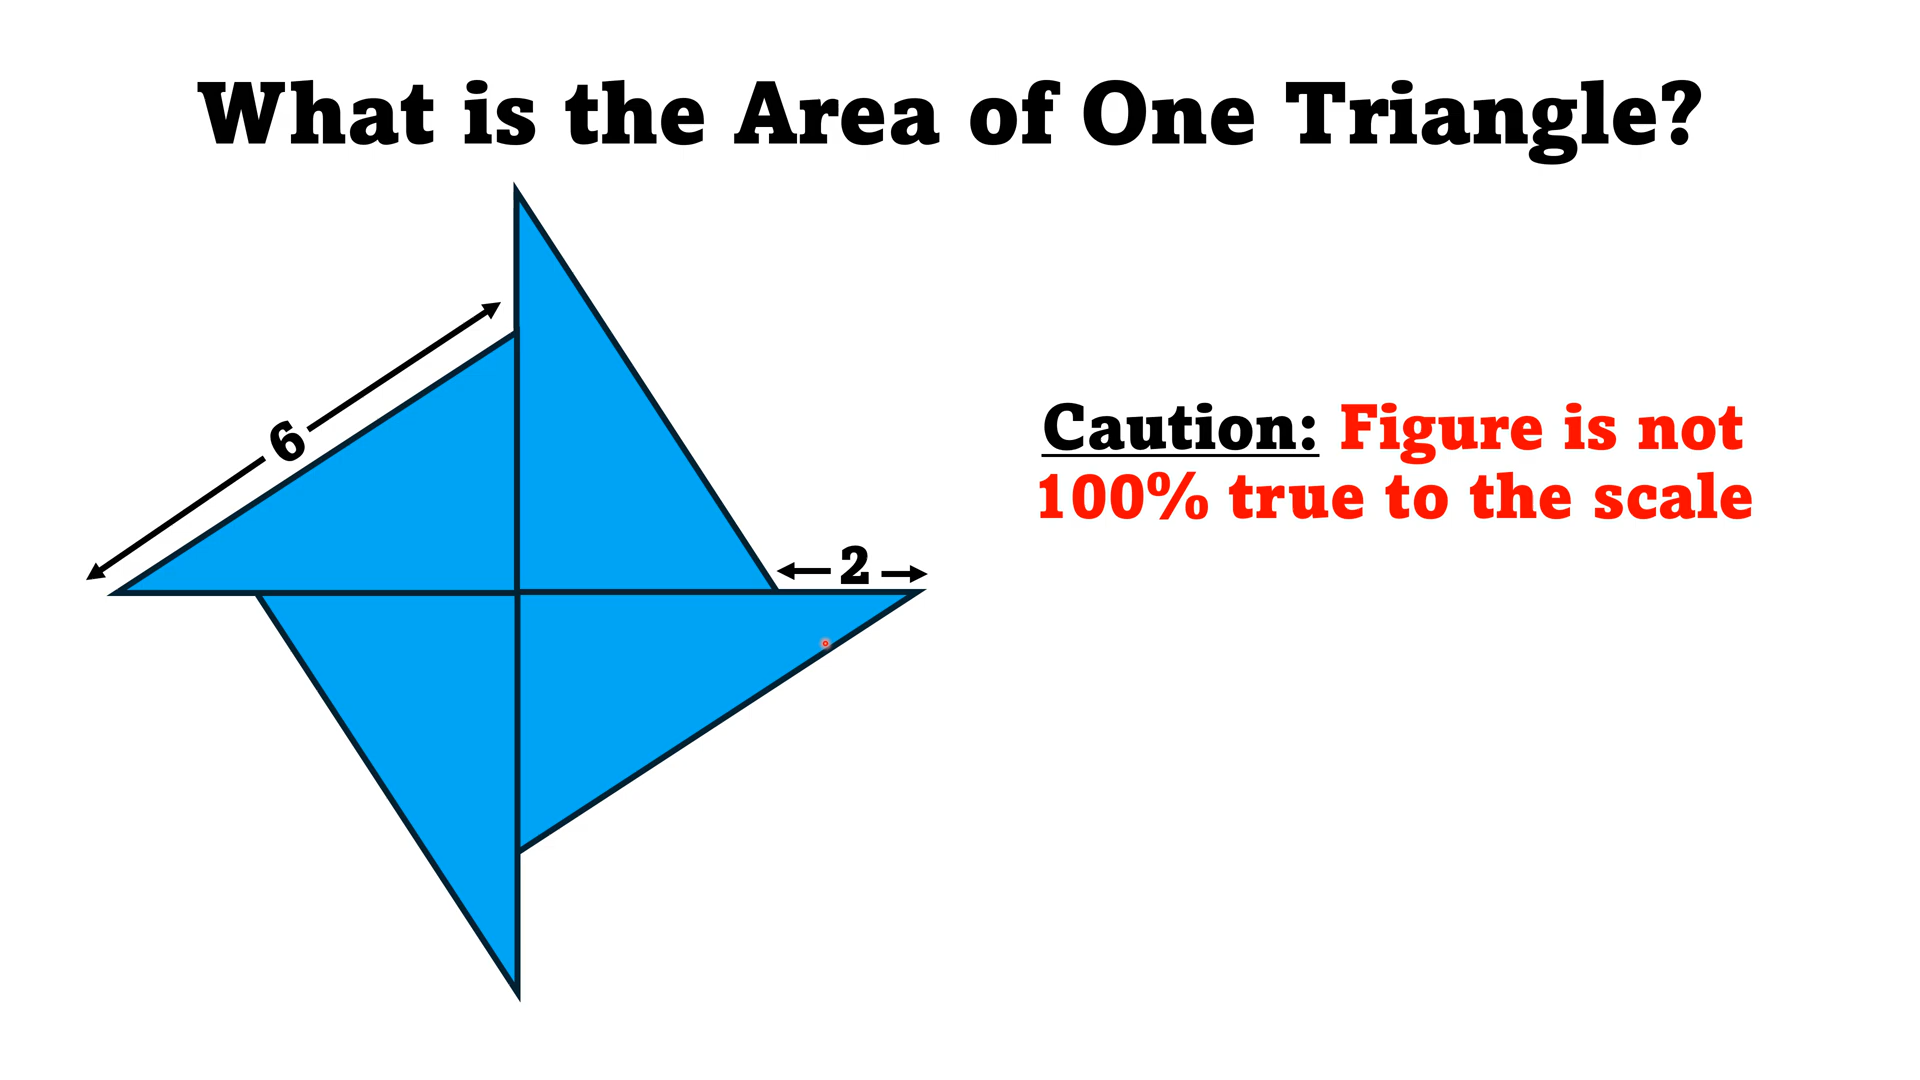 What is the Area of One Triangle?
6
Caution: Figure is not
100% true to the scale
2